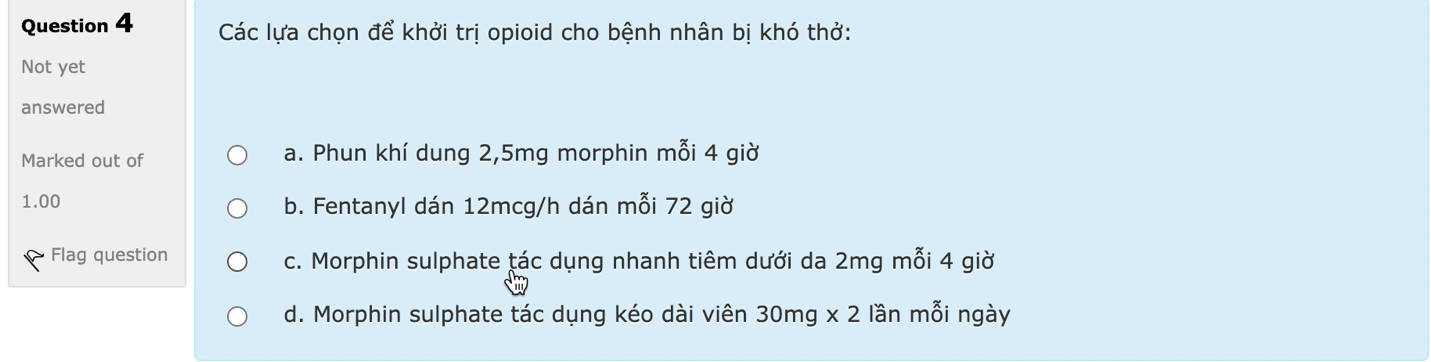 Question 4
Not yet
answered
Marked out of
1.00
Flag question
Các lựa chọn để khởi trị opioid cho bệnh nhân bị khó thở:
a. Phun khí dung 2,5mg morphin mỗi 4 giờ
b. Fentanyl dán 12mcg/h dán mỗi 72 giờ
c. Morphin sulphate tác dụng nhanh tiêm dưới da 2mg mỗi 4 giờ
d. Morphin sulphate tác dụng kéo dài viên 30mg x 2 lần mỗi ngày